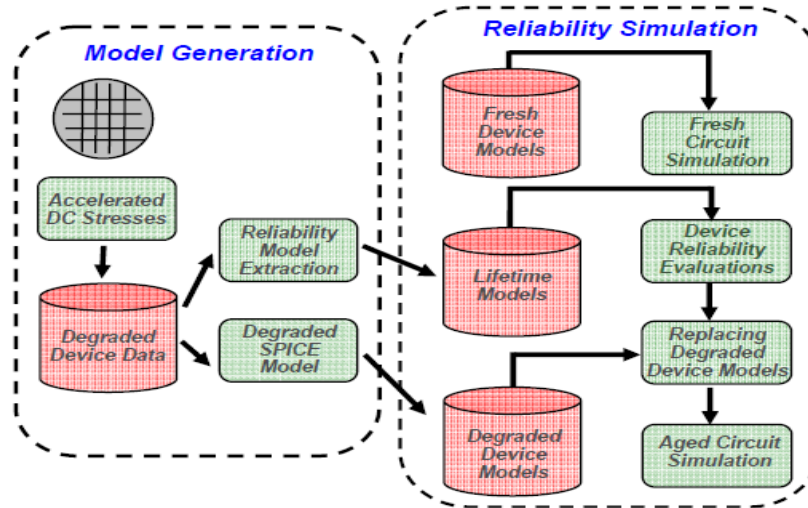 Model Generation
Accelerated
DC Stresses
Degraded
Device Data
Reliability
Model
Extraction
Degraded
SPICE
Model
Reliability Simulation
Fresh
Device
Models
Fresh
Circuit
Simulation
Lifetime
Models
Device
Reliability
Evaluations
Replacing
Degraded
Device Models
Degraded
Device
Models
Aged Circuit
Simulation